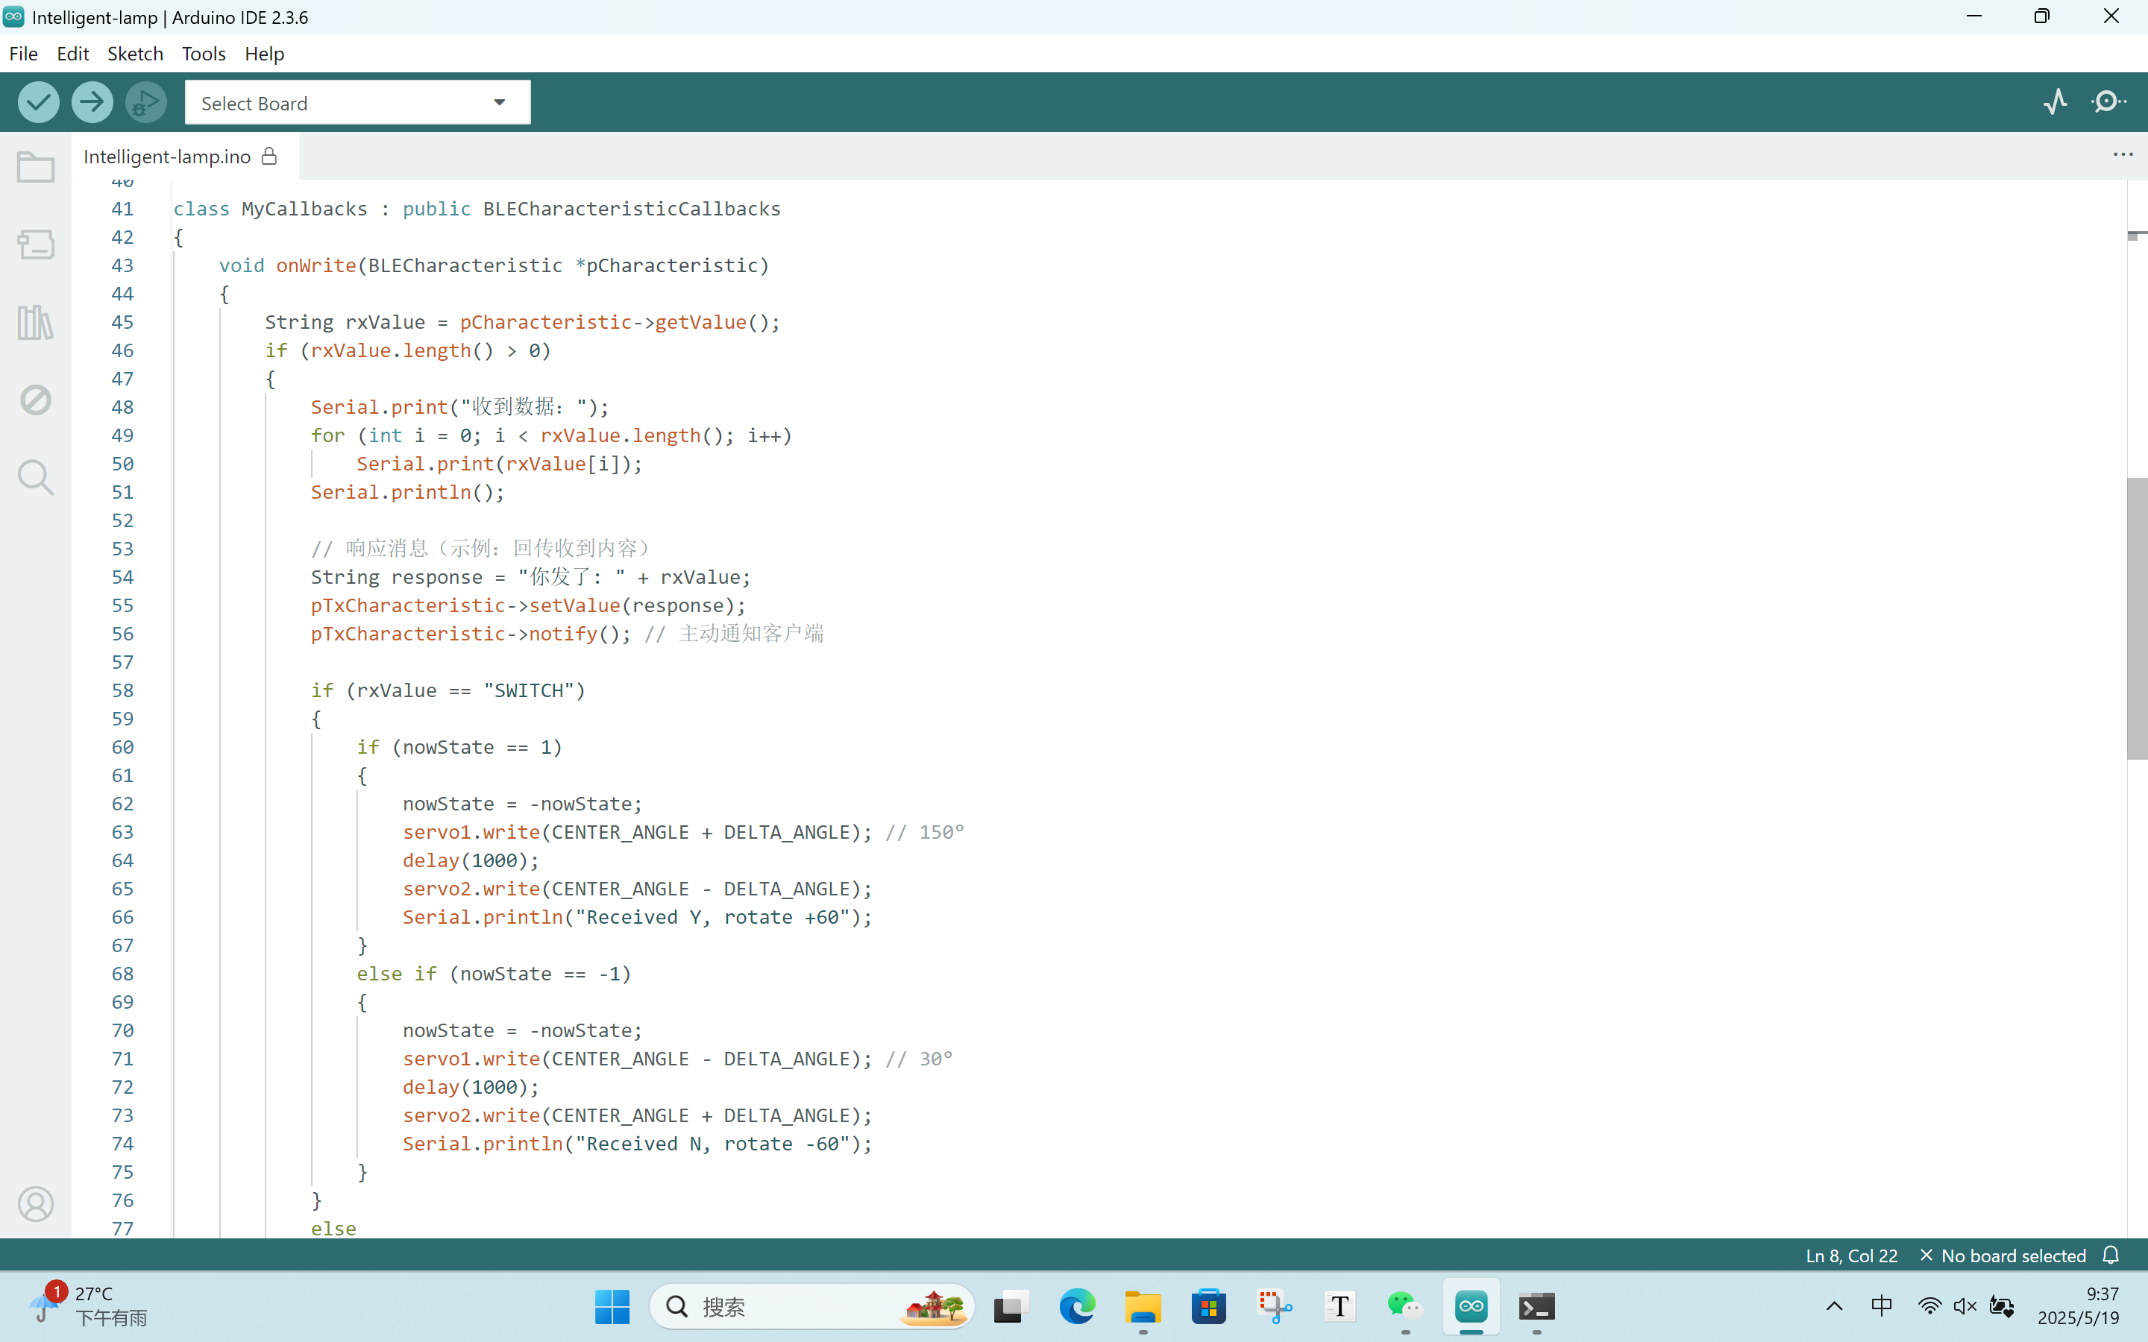 Intelligent-lamp | Arduino IDE 2.3.6
File Edit Sketch Tools Help
Select Board
Intelligent-lamp.ino
40
41 class MyCallbacks : public BLECharacteristicCallbacks
42 {
43 void onWrite(BLECharacteristic *pCharacteristic)
44 {
45 String rxValue = pCharacteristic->getValue();
46 if (rxValue.length() > 0)
47 {
48 Serial.print("收到数据：");
49 for (int i = 0; i < rxValue.length(); i++)
50 Serial.print(rxValue[i]);
51 Serial.println();
52
53 // 响应消息（示例：回传收到内容）
54 String response = "你发了: " + rxValue;
55 pTxCharacteristic->setValue(response);
56 pTxCharacteristic->notify(); // 主动通知客户端
57
58 if (rxValue == "SWITCH")
59 {
60 if (nowState == 1)
61 {
62 nowState = -nowState;
63 servo1.write(CENTER_ANGLE + DELTA_ANGLE); // 150°
64 delay(1000);
65 servo2.write(CENTER_ANGLE - DELTA_ANGLE);
66 Serial.println("Received Y, rotate +60");
67 }
68 else if (nowState == -1)
69 {
70 nowState = -nowState;
71 servo1.write(CENTER_ANGLE - DELTA_ANGLE); // 30°
72 delay(1000);
73 servo2.write(CENTER_ANGLE + DELTA_ANGLE);
74 Serial.println("Received N, rotate -60");
75 }
76 }
77 else
Ln 8, Col 22 No board selected
1
27°C
下午有雨
搜索
T
中
9:37
2025/5/19